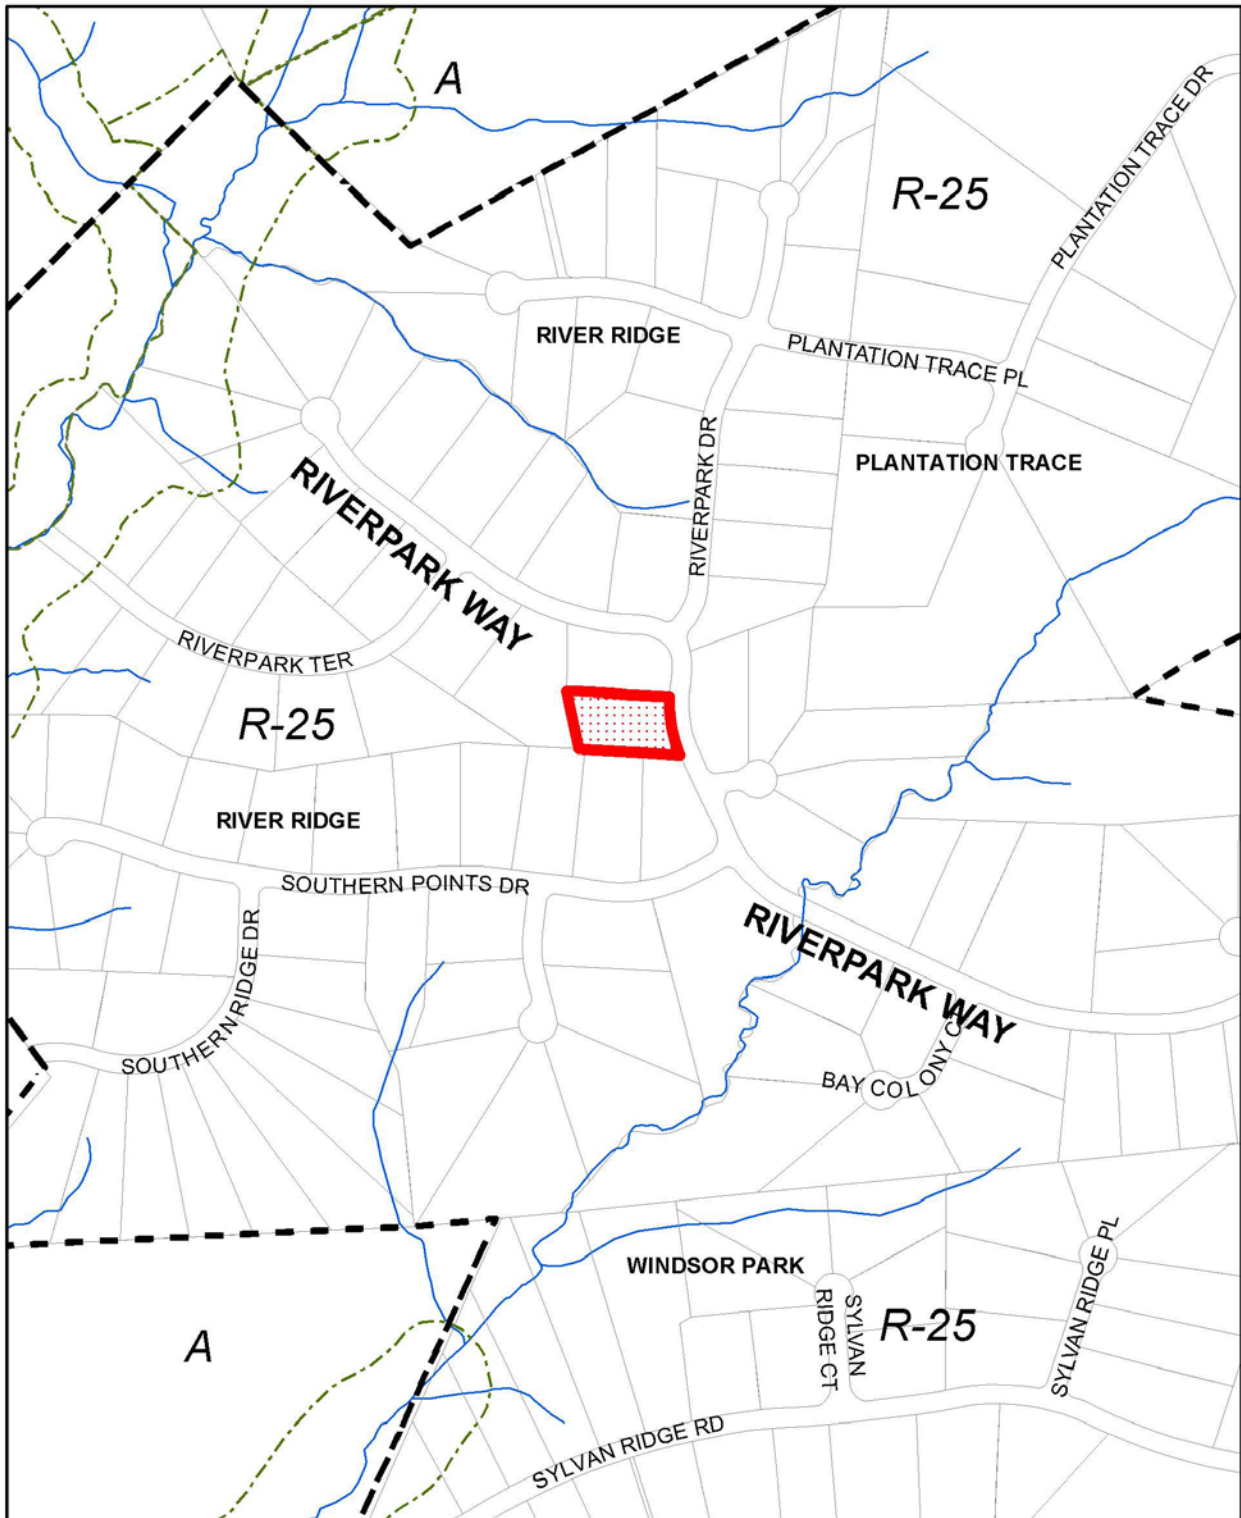 A
PLANTATION TRACE DR
R-25
RIVER RIDGE
PLANTATION TRACE PL
RIVERPARK DR
PLANTATION TRACE
RIVERPARK WAY
RIVERPARK TER
R-25
RIVER RIDGE
SOUTHERN POINTS DR
SOUTHERN RIDGE DR
RIVERPARK WAY
BAY COLONY
WINDSOR PARK
SYLVAN
RIDGE CT
R-25
SYLVAN RIDGE PL
A
SYLVAN RIDGE RD